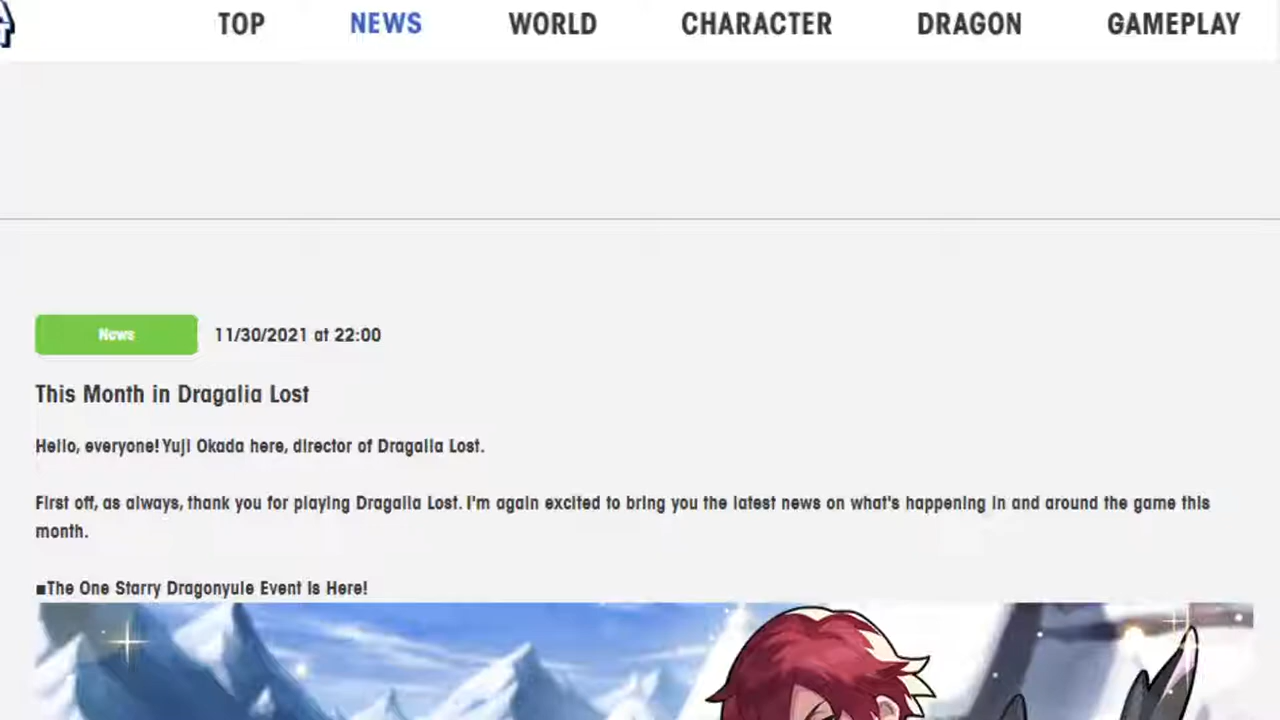 TOP NEWS WORLD CHARACTER DRAGON GAMEPLAY
News 11/30/2021 at 22:00
This Month in Dragalia Lost
Hello, everyone! Yuji Okada here, director of Dragalia Lost.
First off, as always, thank you for playing Dragalia Lost. I'm again excited to bring you the latest news on what's happening in and around the game this
month.
■The One Starry Dragonyule Event Is Here!